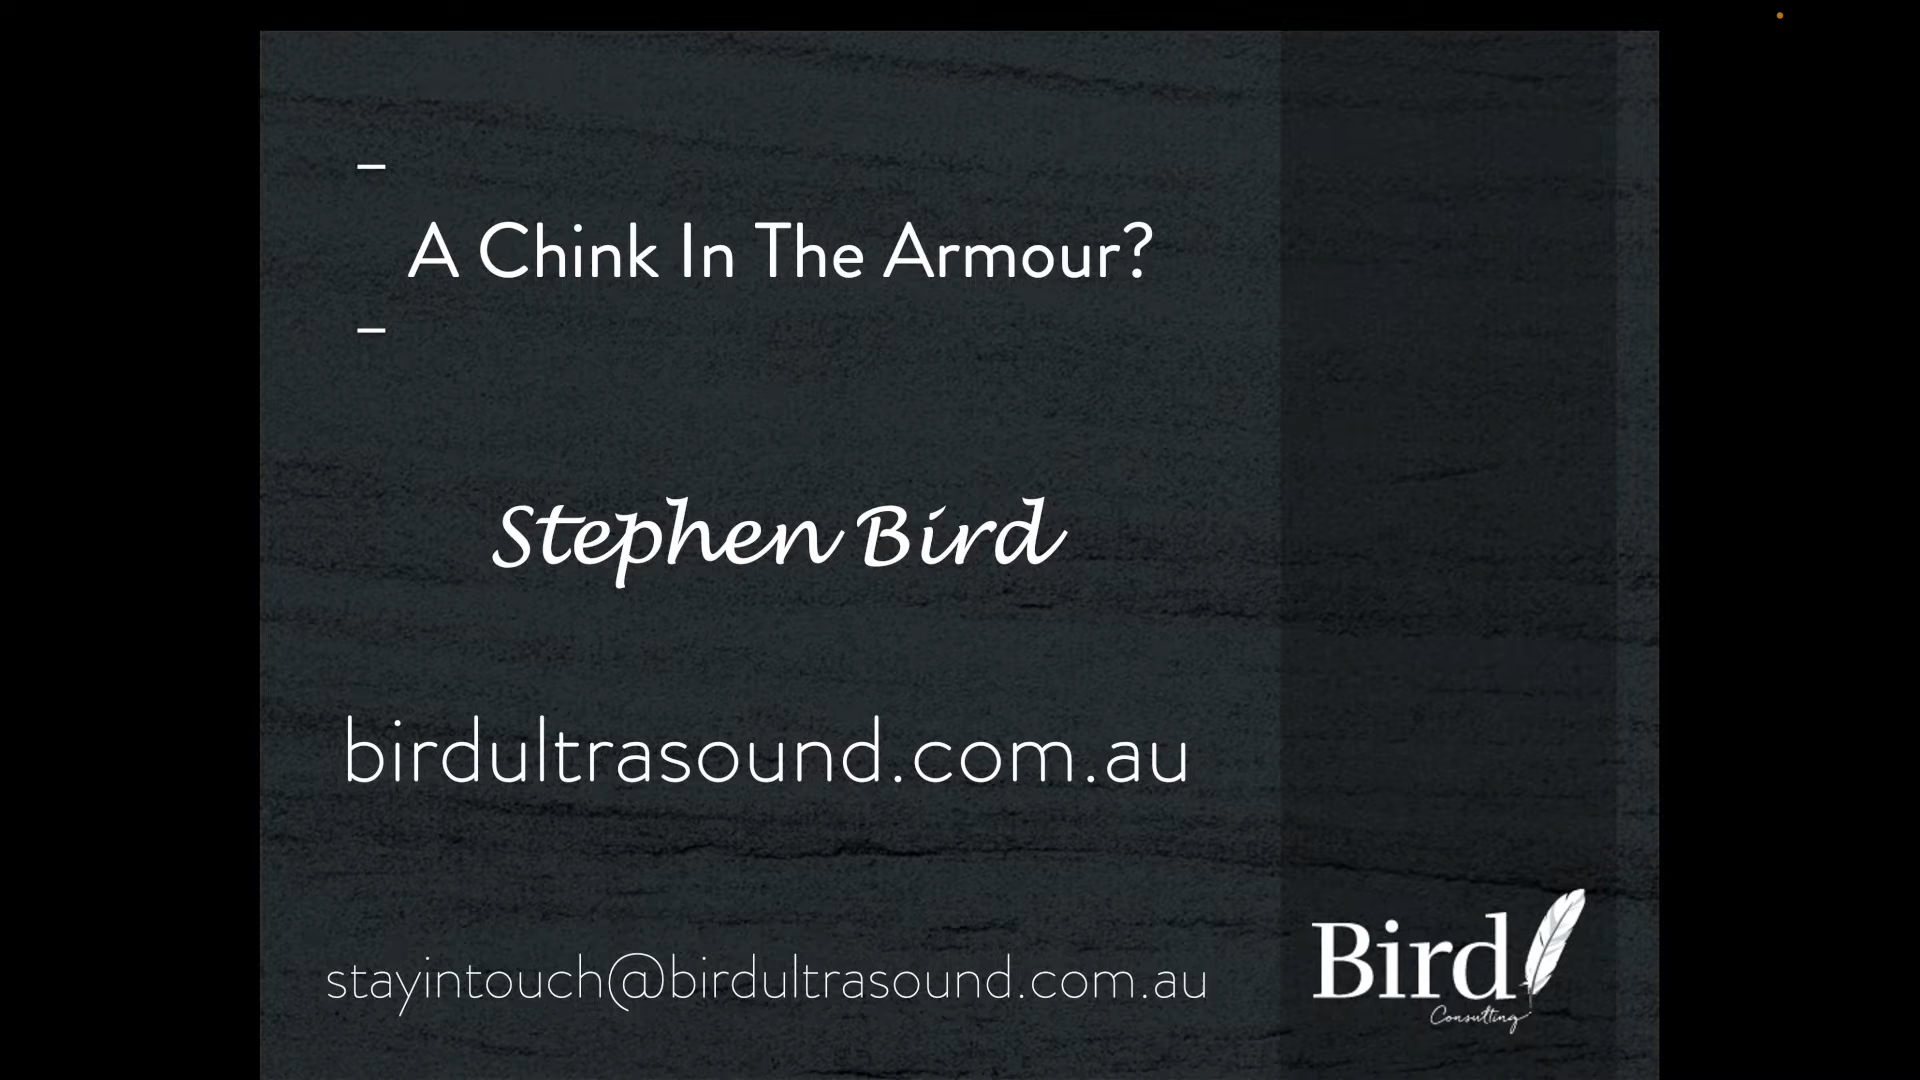 –
A Chink In The Armour?
–
Stephen Bird
birdultrasound.com.au
stayintouch@birdultrasound.com.au
Bird
Consulting